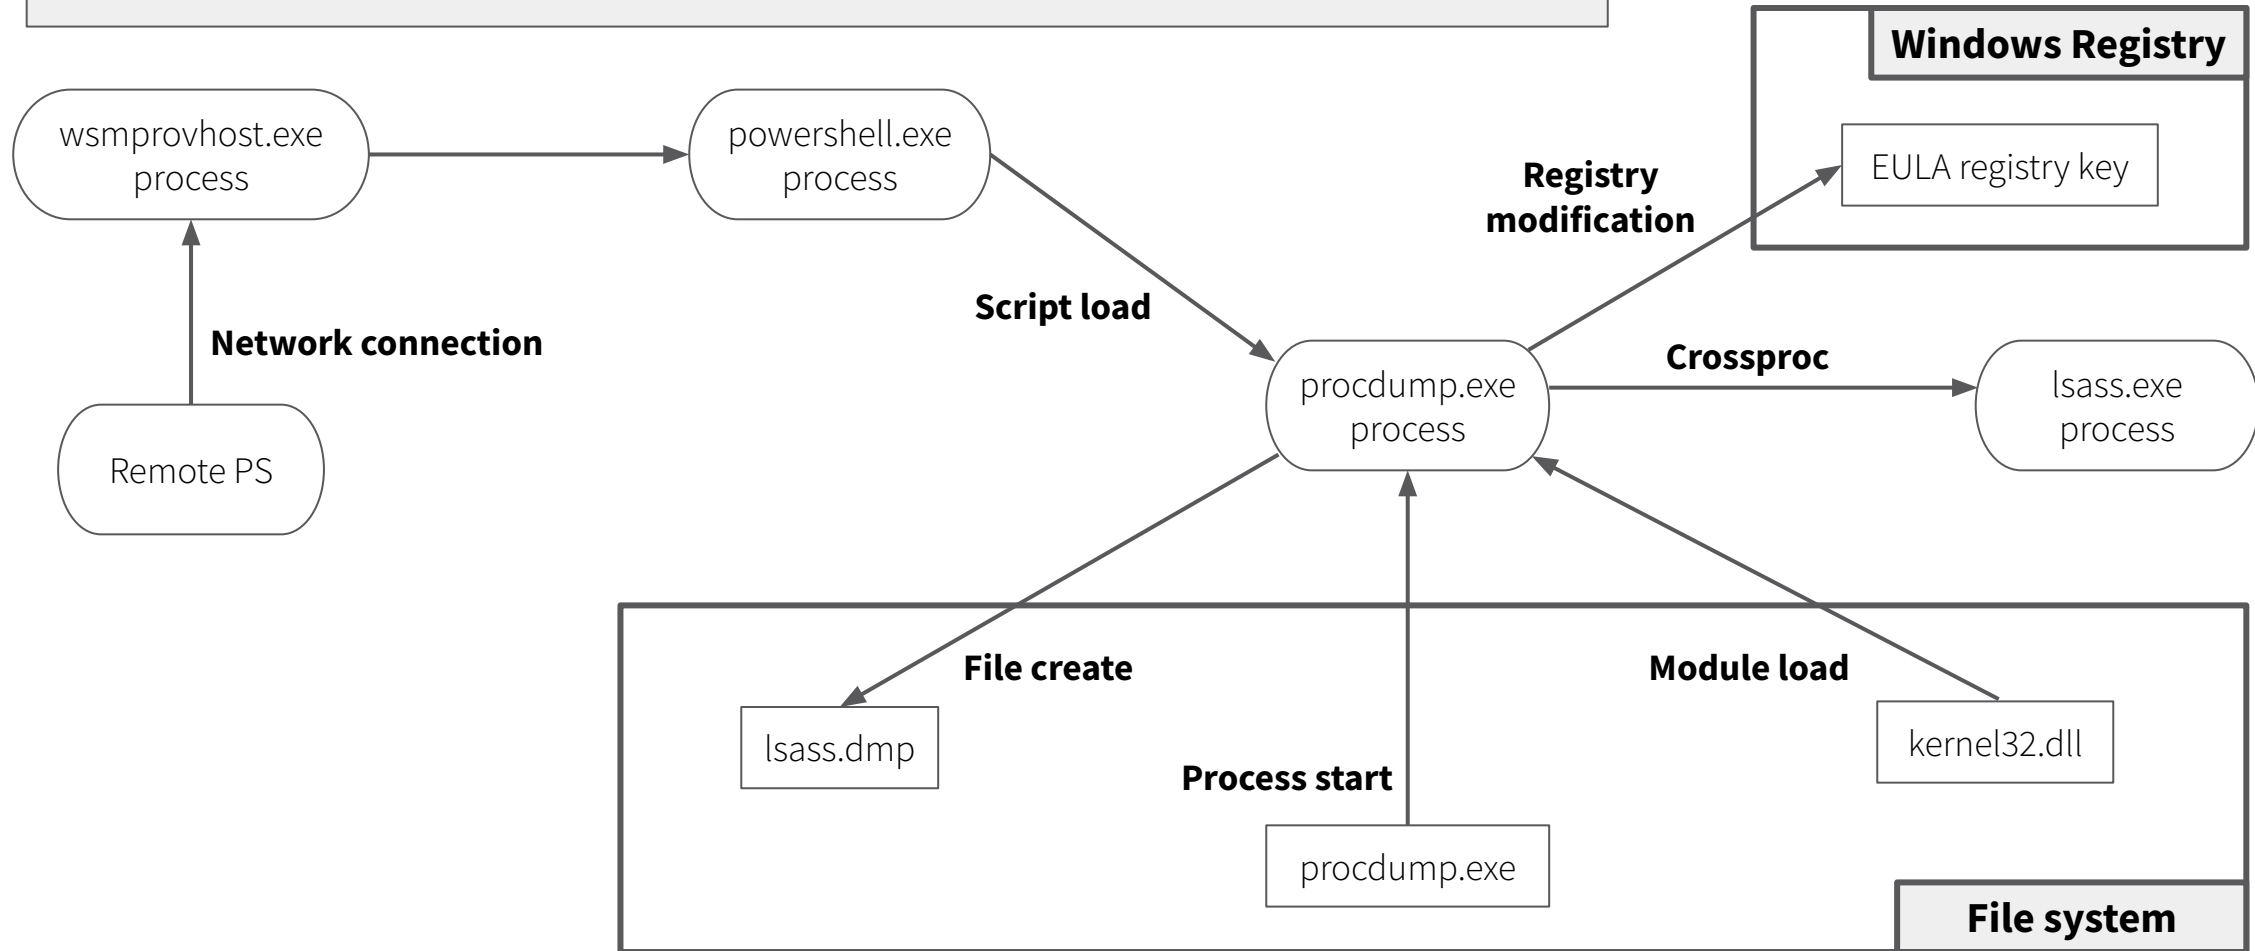 Windows Registry
wsmprovhost.exe
process
powershell.exe
process
EULA registry key
Registry
modification
Script load
Network connection
Crossproc
procdump.exe
process
lsass.exe
process
Remote PS
File create
Module load
lsass.dmp
kernel32.dll
Process start
procdump.exe
File system